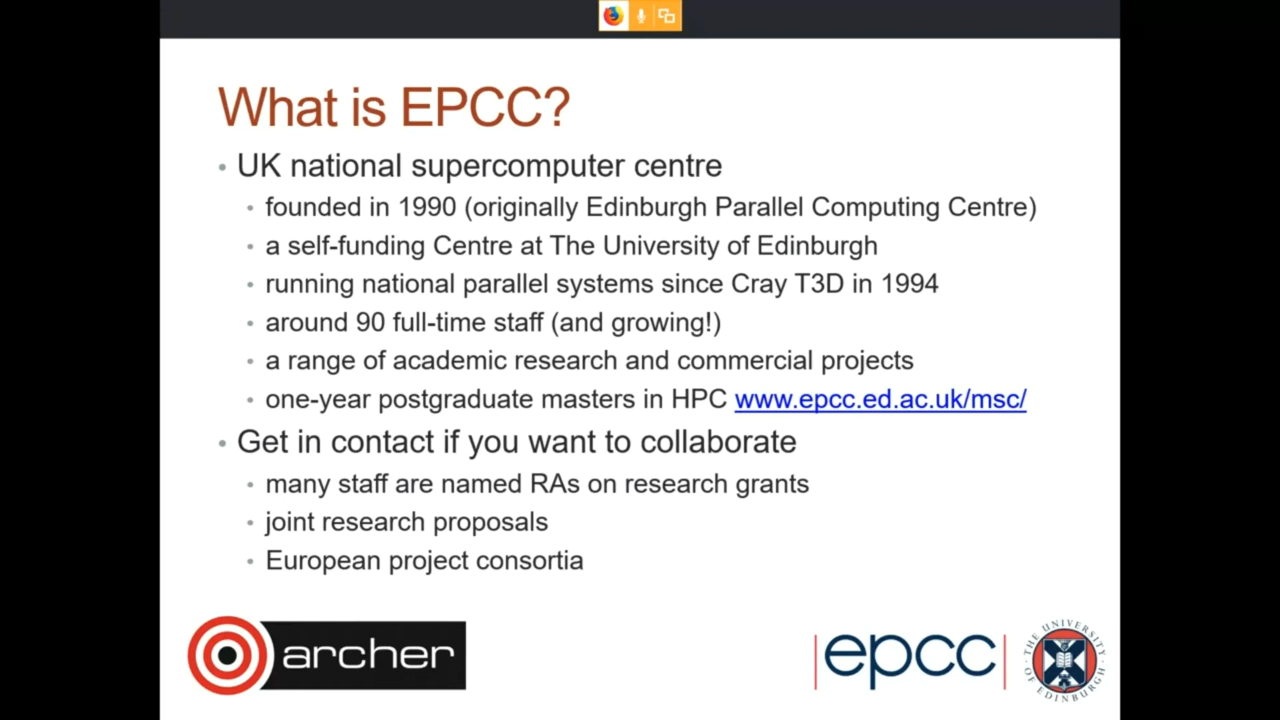 What is EPCC?
• UK national supercomputer centre
• founded in 1990 (originally Edinburgh Parallel Computing Centre)
• a self-funding Centre at The University of Edinburgh
• running national parallel systems since Cray T3D in 1994
• around 90 full-time staff (and growing!)
• a range of academic research and commercial projects
• one-year postgraduate masters in HPC www.epcc.ed.ac.uk/msc/
• Get in contact if you want to collaborate
• many staff are named RAs on research grants
• joint research proposals
• European project consortia
archer
|epcc|
THE UNIVERSITY OF EDINBURGH